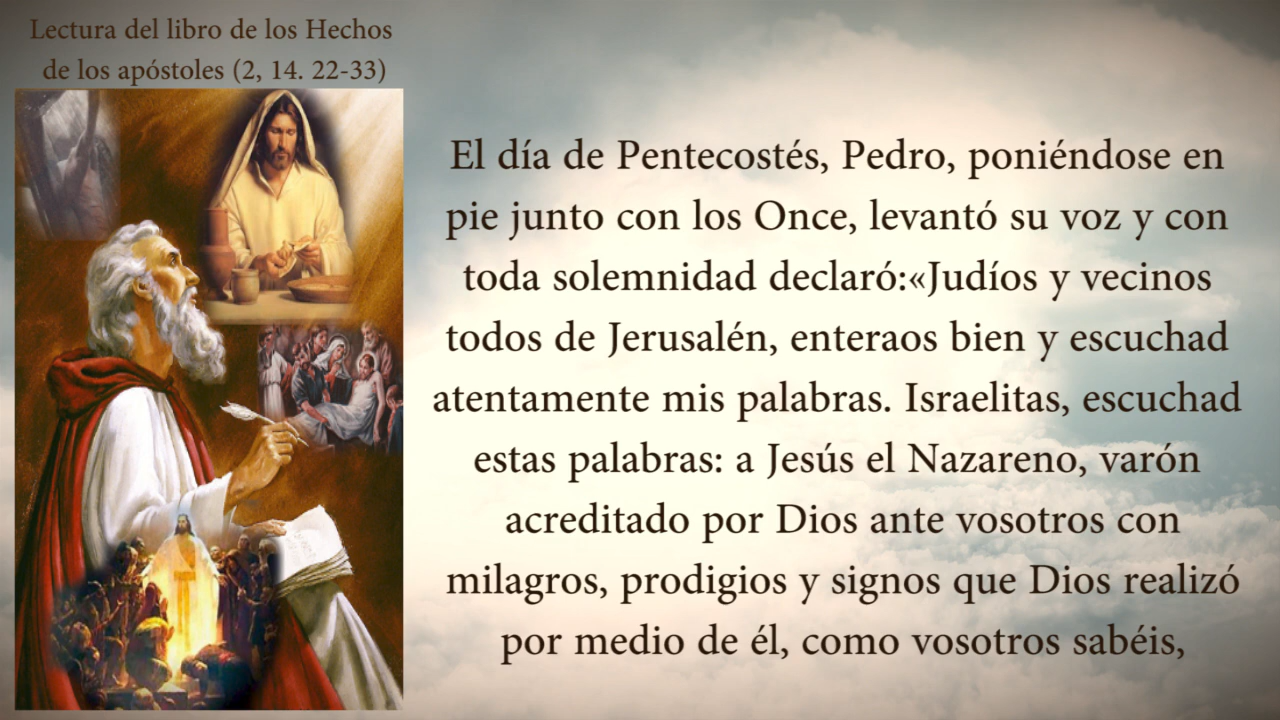 Lectura del libro de los Hechos
de los apóstoles (2, 14. 22-33)
El día de Pentecostés, Pedro, poniéndose en
pie junto con los Once, levantó su voz y con
toda solemnidad declaró:«Judíos y vecinos
todos de Jerusalén, enteraos bien y escuchad
atentamente mis palabras. Israelitas, escuchad
estas palabras: a Jesús el Nazareno, varón
acreditado por Dios ante vosotros con
milagros, prodigios y signos que Dios realizó
por medio de él, como vosotros sabéis,